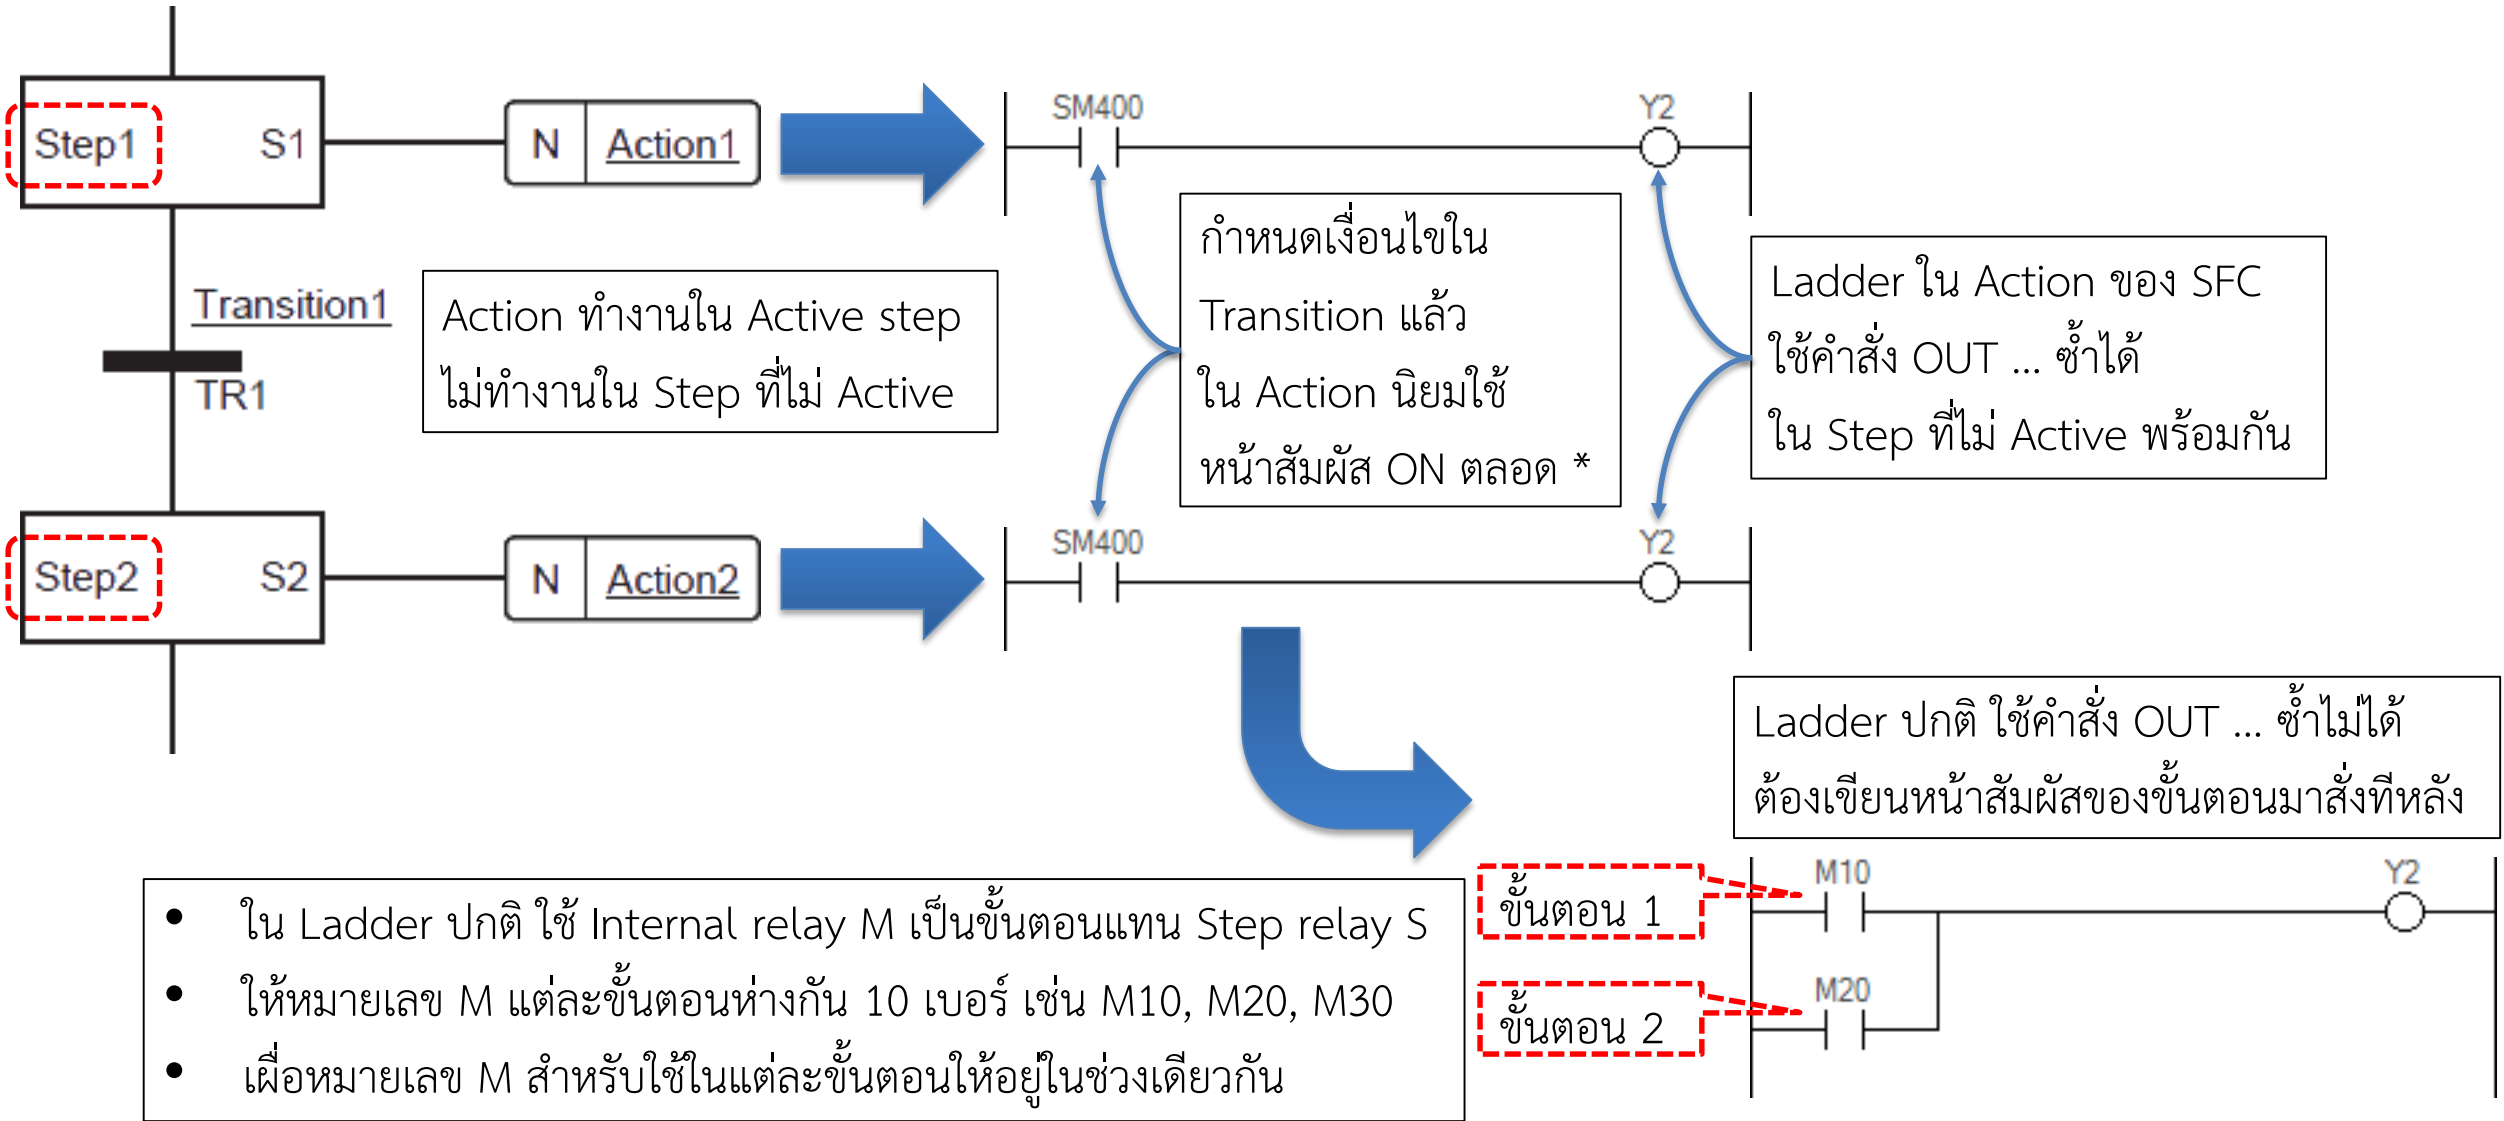 Step1 S1
N Action1
SM400 Y2
Transition1
TR1
Action ทำงานใน Active step
ไม่ทำงานใน Step ที่ไม่ Active
กำหนดเงื่อนไขใน
Transition แล้ว
ใน Action นิยมใช้
หน้าสัมผัส ON ตลอด *
Ladder ใน Action ของ SFC
ใช้คำสั่ง OUT ... ซ้ำได้
ใน Step ที่ไม่ Active พร้อมกัน
Step2 S2
N Action2
SM400 Y2
Ladder ปกติ ใช้คำสั่ง OUT ... ซ้ำไม่ได้
ต้องเขียนหน้าสัมผัสของขั้นตอนมาสั่งทีหลัง
• ใน Ladder ปกติ ใช้ Internal relay M เป็นขั้นตอนแทน Step relay S
• ให้หมายเลข M แต่ละขั้นตอนห่างกัน 10 เบอร์ เช่น M10, M20, M30
• เผื่อหมายเลข M สำหรับใช้ในแต่ละขั้นตอนให้อยู่ในช่วงเดียวกัน
ขั้นตอน 1
M10 Y2
ขั้นตอน 2
M20